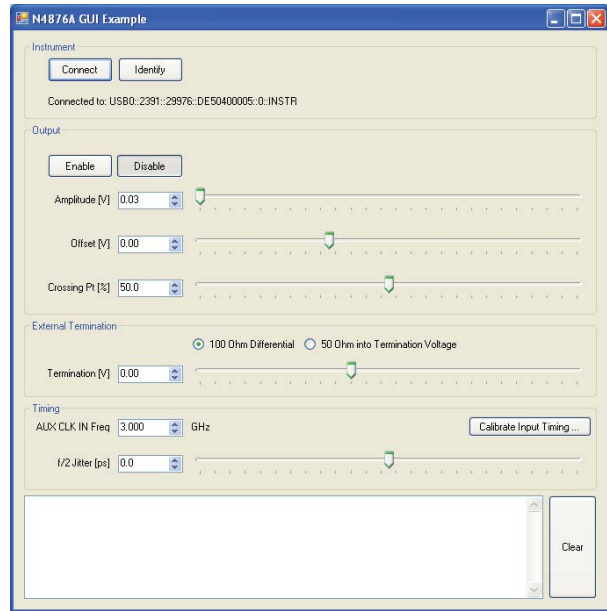 N4876A GUI Example
Instrument
Connect Identify
Connected to: USB0::2391::29976::DE50400005::0::INSTR
Output
Enable Disable
Amplitude [V] 0.03
Offset [V] 0.00
Crossing Pt [%] 50.0
External Termination
100 Ohm Differential 50 Ohm into Termination Voltage
Termination [V] 0.00
Timing
AUX CLK IN Freq 3.000 GHz Calibrate Input Timing ...
f/2 Jitter [ps] 0.0
Clear